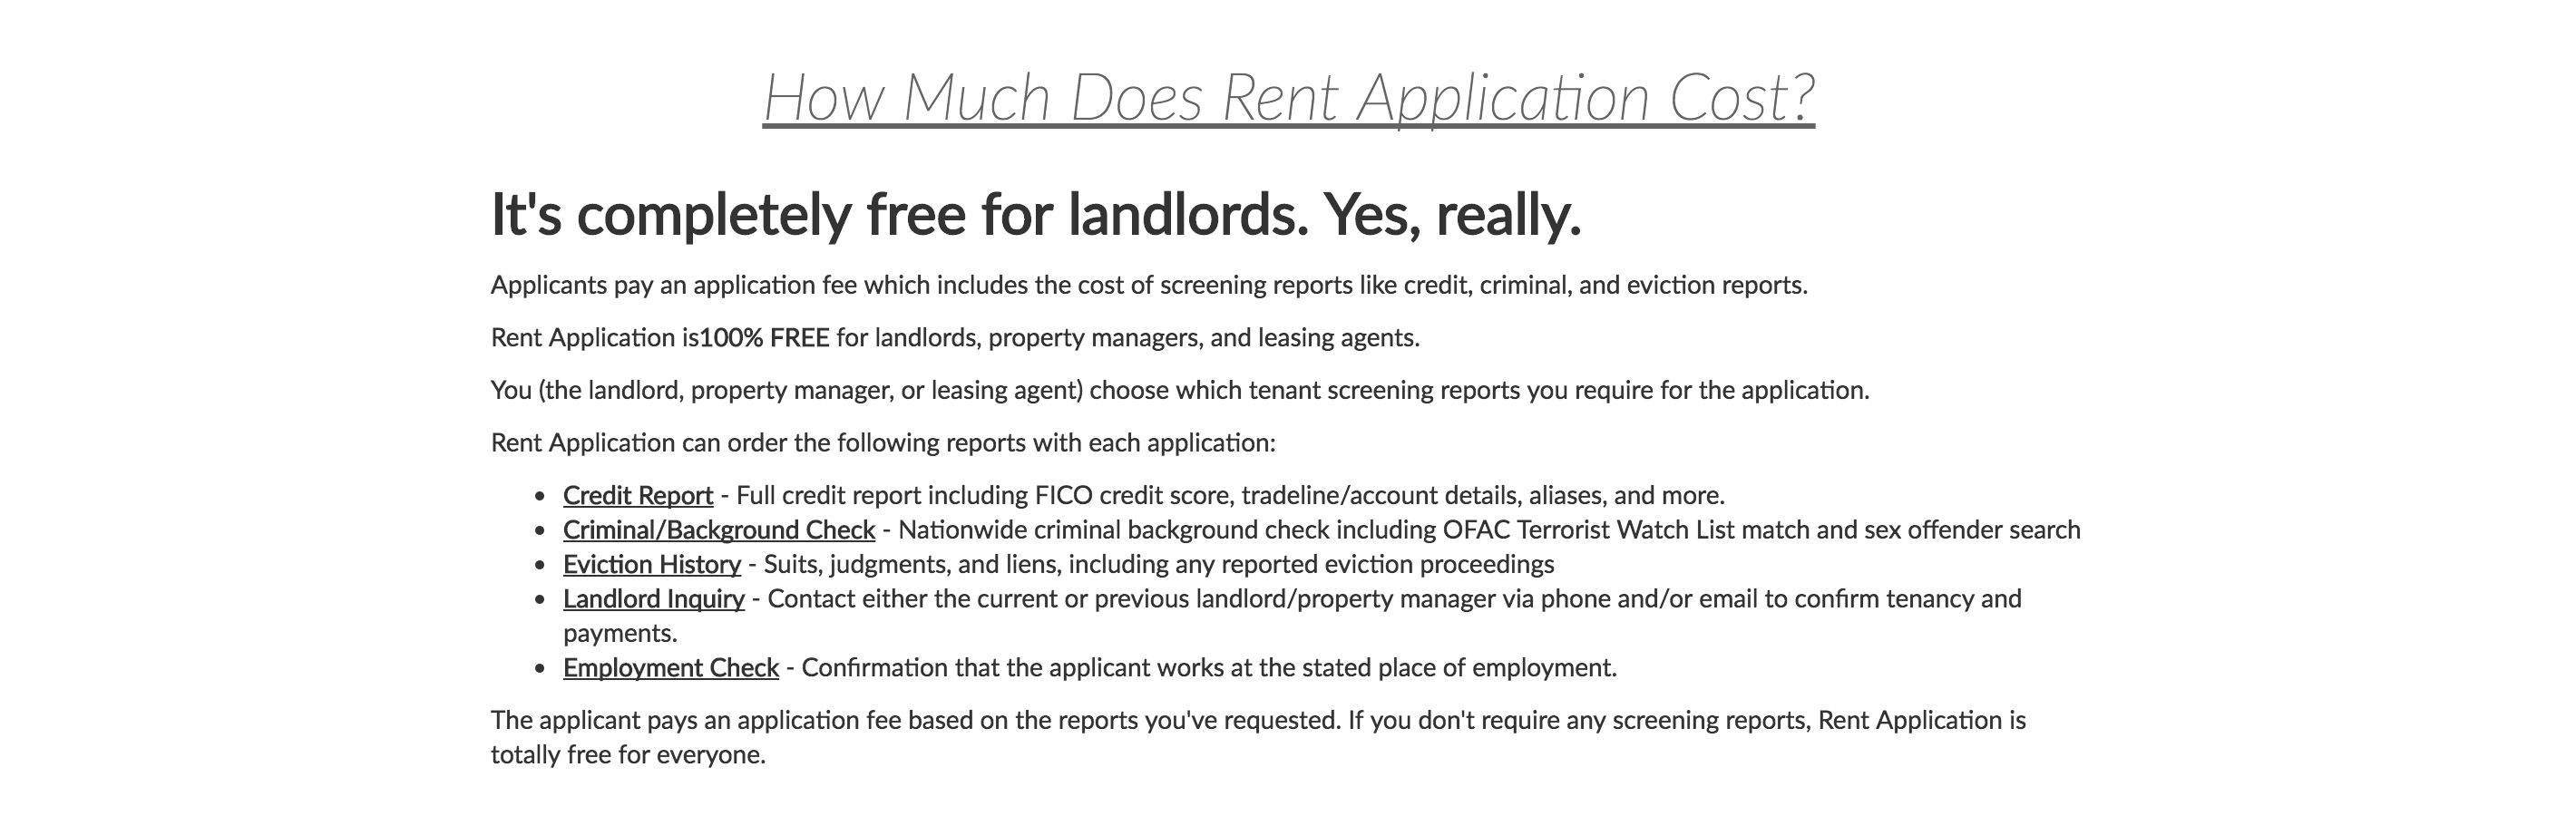 How Much Does Rent Application Cost?
It's completely free for landlords. Yes, really.
Applicants pay an application fee which includes the cost of screening reports like credit, criminal, and eviction reports.
Rent Application is100% FREE for landlords, property managers, and leasing agents.
You (the landlord, property manager, or leasing agent) choose which tenant screening reports you require for the application.
Rent Application can order the following reports with each application:
• Credit Report - Full credit report including FICO credit score, tradeline/account details, aliases, and more.
• Criminal/Background Check - Nationwide criminal background check including OFAC Terrorist Watch List match and sex offender search
• Eviction History - Suits, judgments, and liens, including any reported eviction proceedings
• Landlord Inquiry - Contact either the current or previous landlord/property manager via phone and/or email to confirm tenancy and
payments.
• Employment Check - Confirmation that the applicant works at the stated place of employment.
The applicant pays an application fee based on the reports you've requested. If you don't require any screening reports, Rent Application is
totally free for everyone.